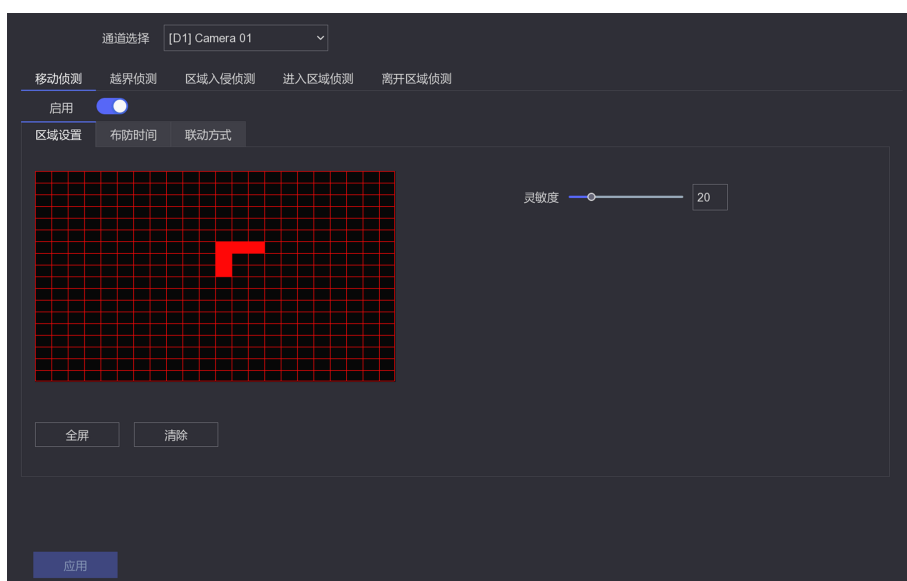 通道选择 [D1] Camera 01
移动侦测 越界侦测 区域入侵侦测 进入区域侦测 离开区域侦测
启用
区域设置 布防时间 联动方式
灵敏度 20
全屏 清除
应用